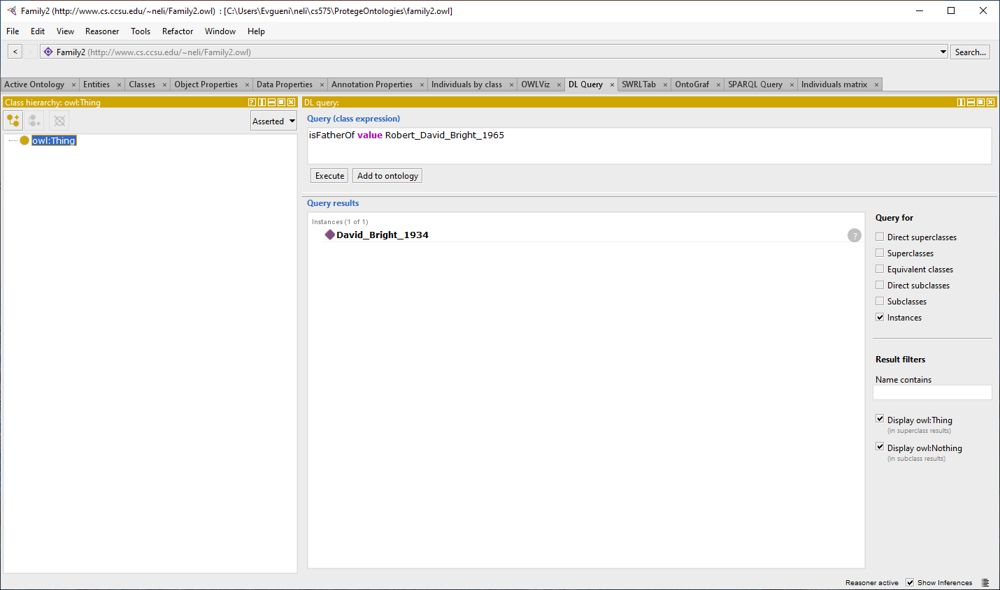 Family2 (http://www.cs.ccsu.edu/~neli/Family2.owl) : [C:\Users\Evgueni\neli\cs575\ProtegeOntologies\family2.owl]
File Edit View Reasoner Tools Refactor Window Help
< > Family2 (http://www.cs.ccsu.edu/~neli/Family2.owl) Search...
Active Ontology × Entities × Classes × Object Properties × Data Properties × Annotation Properties × Individuals by class × OWLViz × DL Query × SWRLTab × OntoGraf × SPARQL Query × Individuals matrix ×
Class hierarchy: owl:Thing
Asserted
owl:Thing
DL query:
Query (class expression)
isFatherOf value Robert_David_Bright_1965
Execute Add to ontology
Query results
Instances (1 of 1)
David_Bright_1934
?
Query for
Direct superclasses
Superclasses
Equivalent classes
Direct subclasses
Subclasses
Instances
Result filters
Name contains
Display owl:Thing
(in superclass results)
Display owl:Nothing
(in subclass results)
Reasoner active Show Inferences